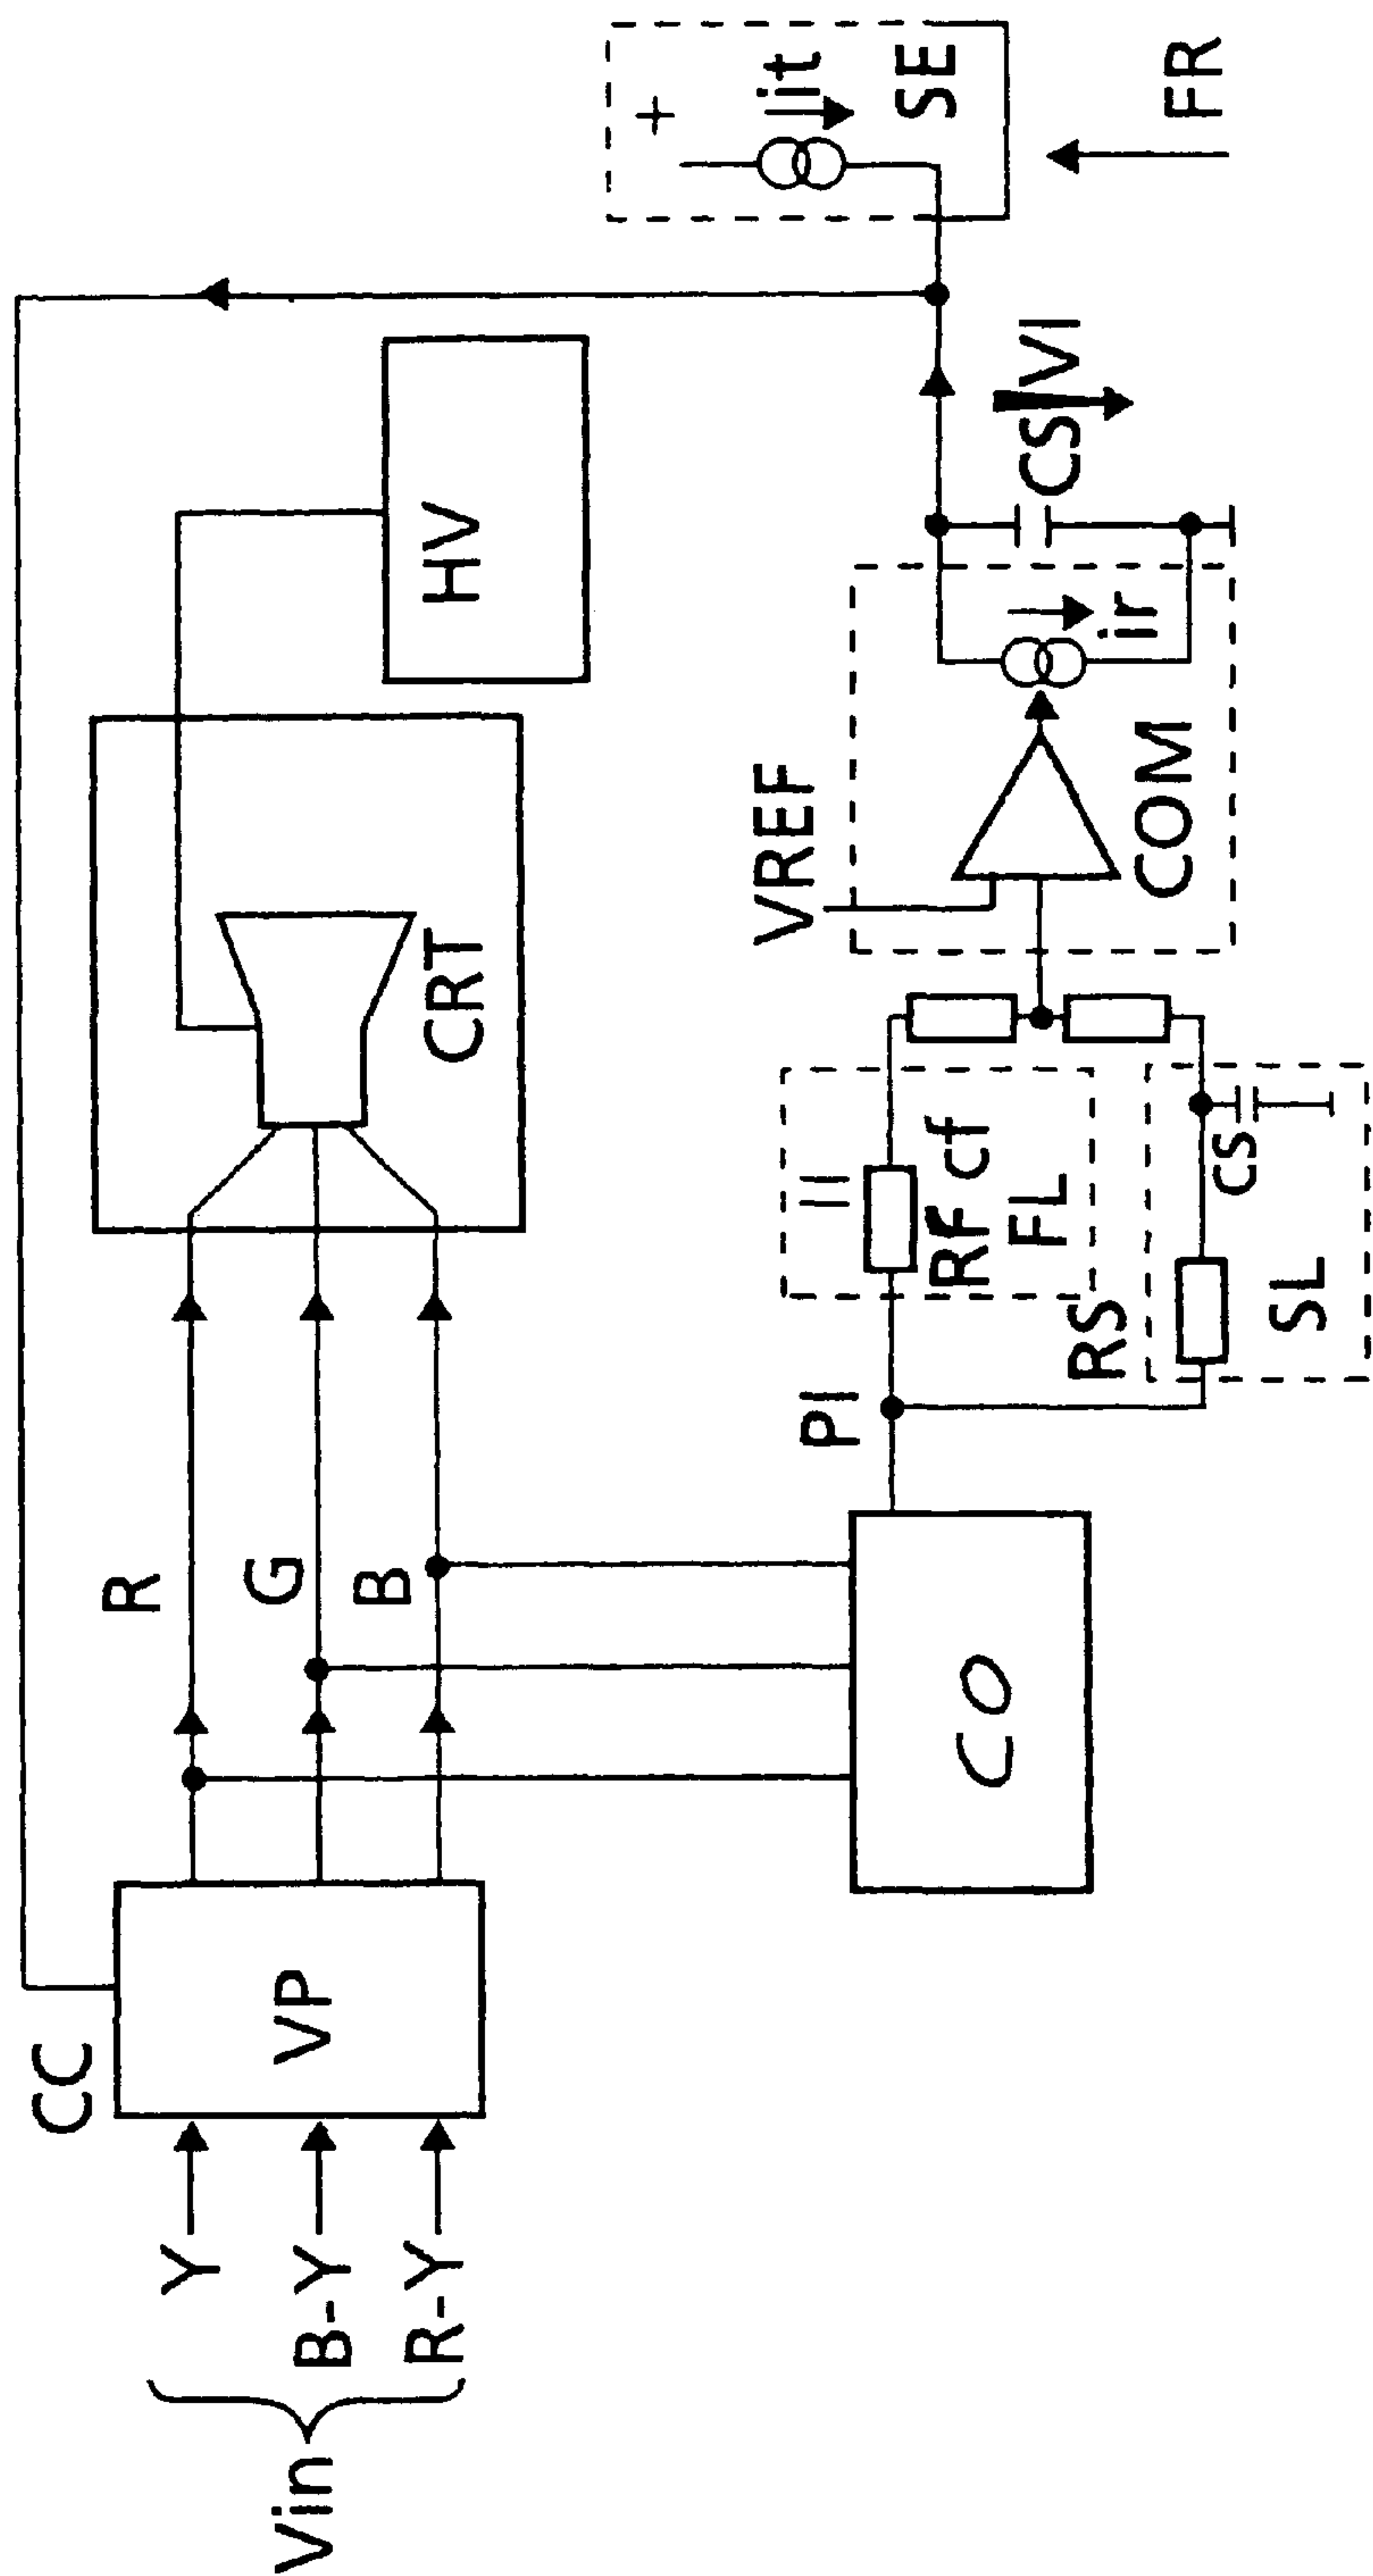 Vin
Y
B-Y
R-Y
CC
VP
R
G
B
CRT
HV
CO
PI
Rf cf
FL
RS
CS
SL
VREF
COM
ir
CS
VI
+
iit
SE
FR